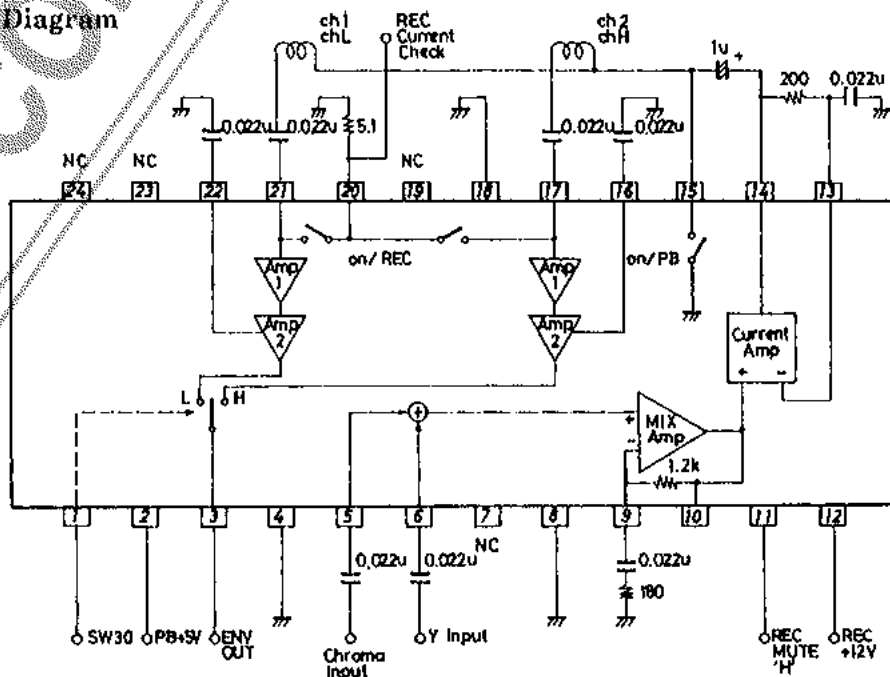 Diagram
ch1
chL
REC
Current
Check
ch2
chH
1u
+
200
0.022u
0.022u
0.022u
5.1
0.022u
0.022u
NC
NC
NC
24
23
22
21
20
19
18
17
16
15
14
13
on/REC
on/PB
Amp
1
Amp
1
Amp
2
Amp
2
Current
Amp
+ -
L
H
+
+
-
MIX
Amp
1.2k
1
2
3
4
5
6
7
8
9
10
11
12
NC
0.022u
0.022u
0.022u
180
SW30
PB+5V
ENV
OUT
Chroma
Input
Y Input
REC
MUTE
'H'
REC
+12V